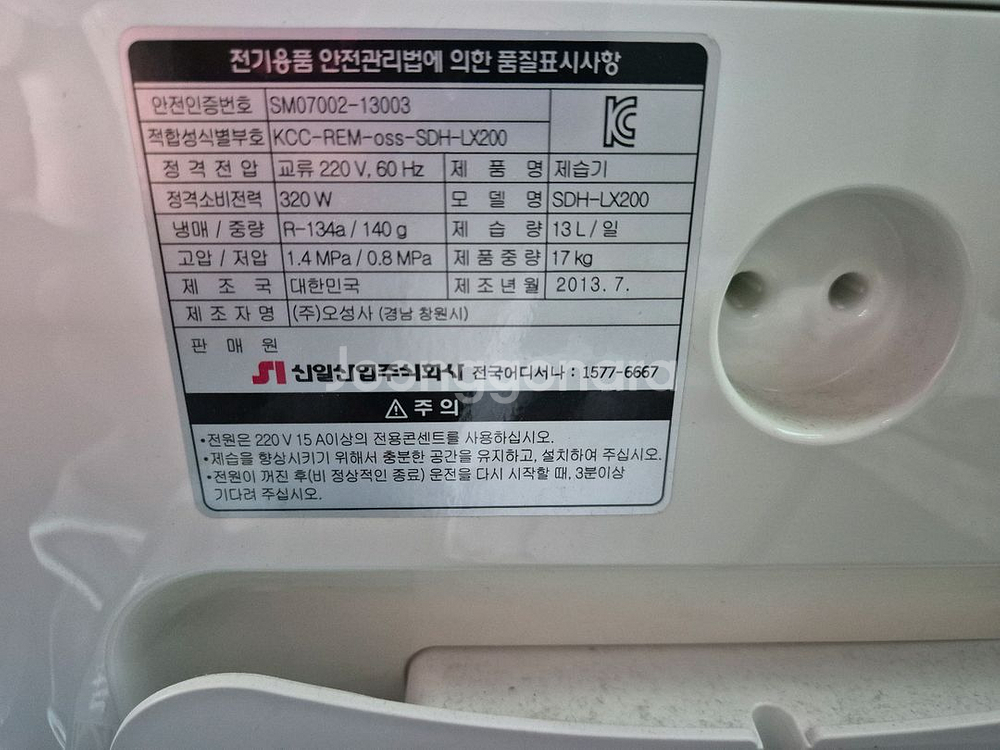 전기용품 안전관리법에 의한 품질표시사항
안전인증번호 SM07002-13003
적합성식별부호 KCC-REM-oss-SDH-LX200
정격전압 교류 220 V, 60 Hz 제품명 제습기
정격소비전력 320 W 모델명 SDH-LX200
냉매 / 중량 R-134a / 140 g 제습량 13 L / 일
고압 / 저압 1.4 MPa / 0.8 MPa 제품중량 17 kg
제조국 대한민국 제조년월 2013. 7.
제조자명 (주)오성사 (경남 창원시)
판매원
SI 신일산업주식회사 전국어디서나 : 1577-6667
Joonggonara
⚠ 주의
•전원은 220 V 15 A이상의 전용콘센트를 사용하십시오.
•제습을 향상시키기 위해서 충분한 공간을 유지하고, 설치하여 주십시오.
•전원이 꺼진 후(비 정상적인 종료) 운전을 다시 시작할 때, 3분이상
기다려 주십시오.